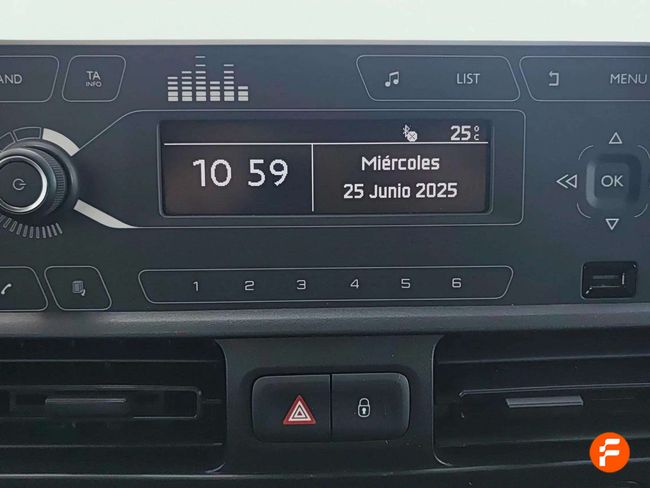 AND
TA
INFO
LIST
MENU
25°C
10 59
Miércoles
25 Junio 2025
OK
1 2 3 4 5 6